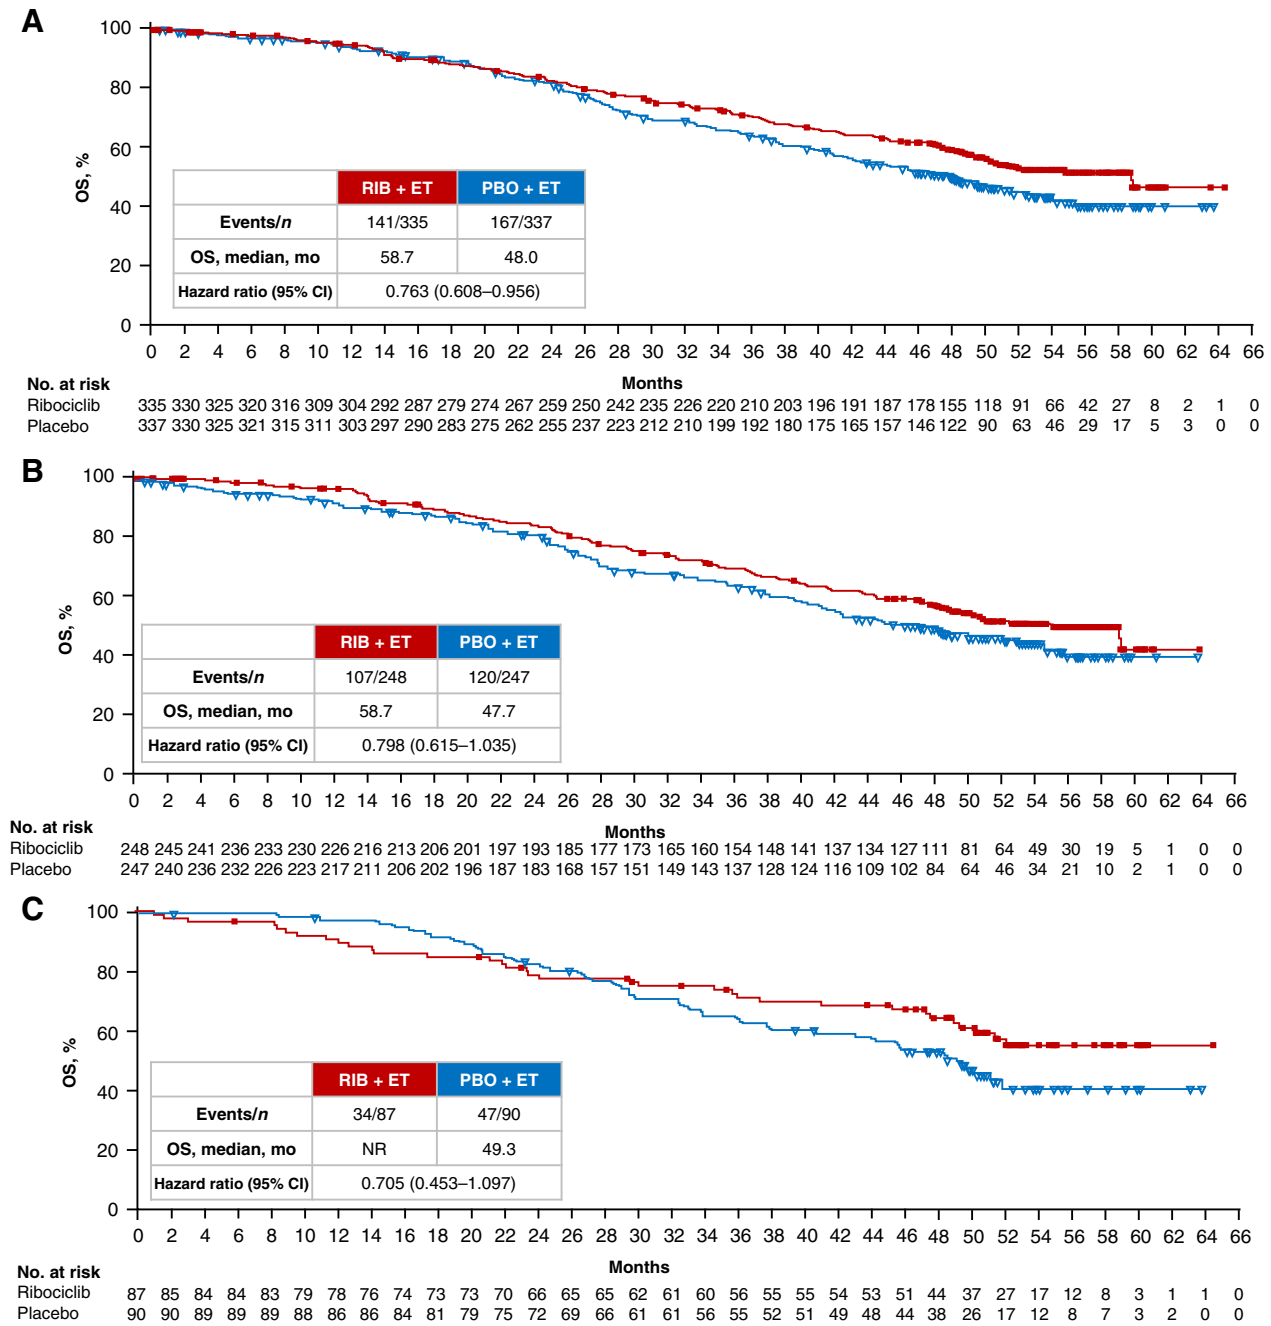 A
100
80
60
40
20
0
OS, %
RIB + ET PBO + ET
Events/n 141/335 167/337
OS, median, mo 58.7 48.0
Hazard ratio (95% CI) 0.763 (0.608–0.956)
0 2 4 6 8 10 12 14 16 18 20 22 24 26 28 30 32 34 36 38 40 42 44 46 48 50 52 54 56 58 60 62 64 66
Months
No. at risk
Ribociclib 335 330 325 320 316 309 304 292 287 279 274 267 259 250 242 235 226 220 210 203 196 191 187 178 155 118 91 66 42 27 8 2 1 0
Placebo 337 330 325 321 315 311 303 297 290 283 275 262 255 237 223 212 210 199 192 180 175 165 157 146 122 90 63 46 29 17 5 3 0 0
B
100
80
60
40
20
0
OS, %
RIB + ET PBO + ET
Events/n 107/248 120/247
OS, median, mo 58.7 47.7
Hazard ratio (95% CI) 0.798 (0.615–1.035)
0 2 4 6 8 10 12 14 16 18 20 22 24 26 28 30 32 34 36 38 40 42 44 46 48 50 52 54 56 58 60 62 64 66
Months
No. at risk
Ribociclib 248 245 241 236 233 230 226 216 213 206 201 197 193 185 177 173 165 160 154 148 141 137 134 127 111 81 64 49 30 19 5 1 0 0
Placebo 247 240 236 232 226 223 217 211 206 202 196 187 183 168 157 151 149 143 137 128 124 116 109 102 84 64 46 34 21 10 2 1 0 0
C
100
80
60
40
20
0
OS, %
RIB + ET PBO + ET
Events/n 34/87 47/90
OS, median, mo NR 49.3
Hazard ratio (95% CI) 0.705 (0.453–1.097)
0 2 4 6 8 10 12 14 16 18 20 22 24 26 28 30 32 34 36 38 40 42 44 46 48 50 52 54 56 58 60 62 64 66
Months
No. at risk
Ribociclib 87 85 84 84 83 79 78 76 74 73 73 70 66 65 65 62 61 60 56 55 55 54 53 51 44 37 27 17 12 8 3 1 1 0
Placebo 90 90 89 89 89 88 86 86 84 81 79 75 72 69 66 61 61 56 55 52 51 49 48 44 38 26 17 12 8 7 3 2 0 0